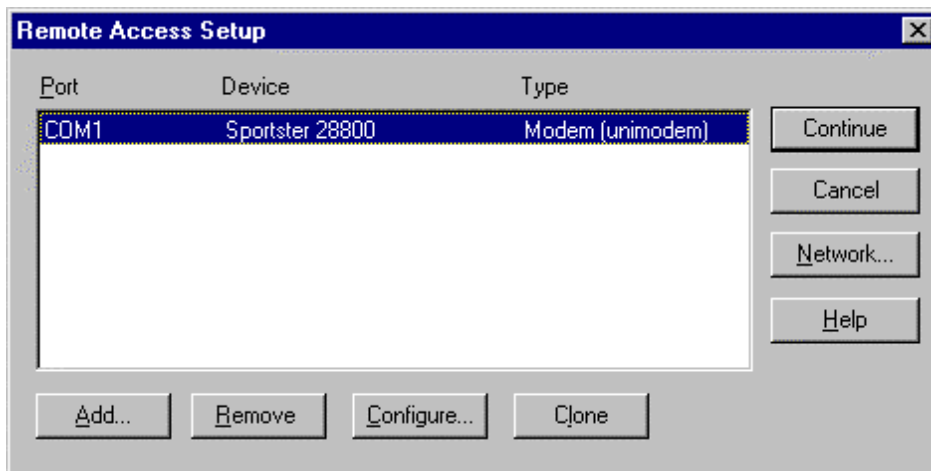 Remote Access Setup
Port Device Type
COM1 Sportster 28800 Modem (unimodem)
Continue
Cancel
Network...
Help
Add... Remove Configure... Clone